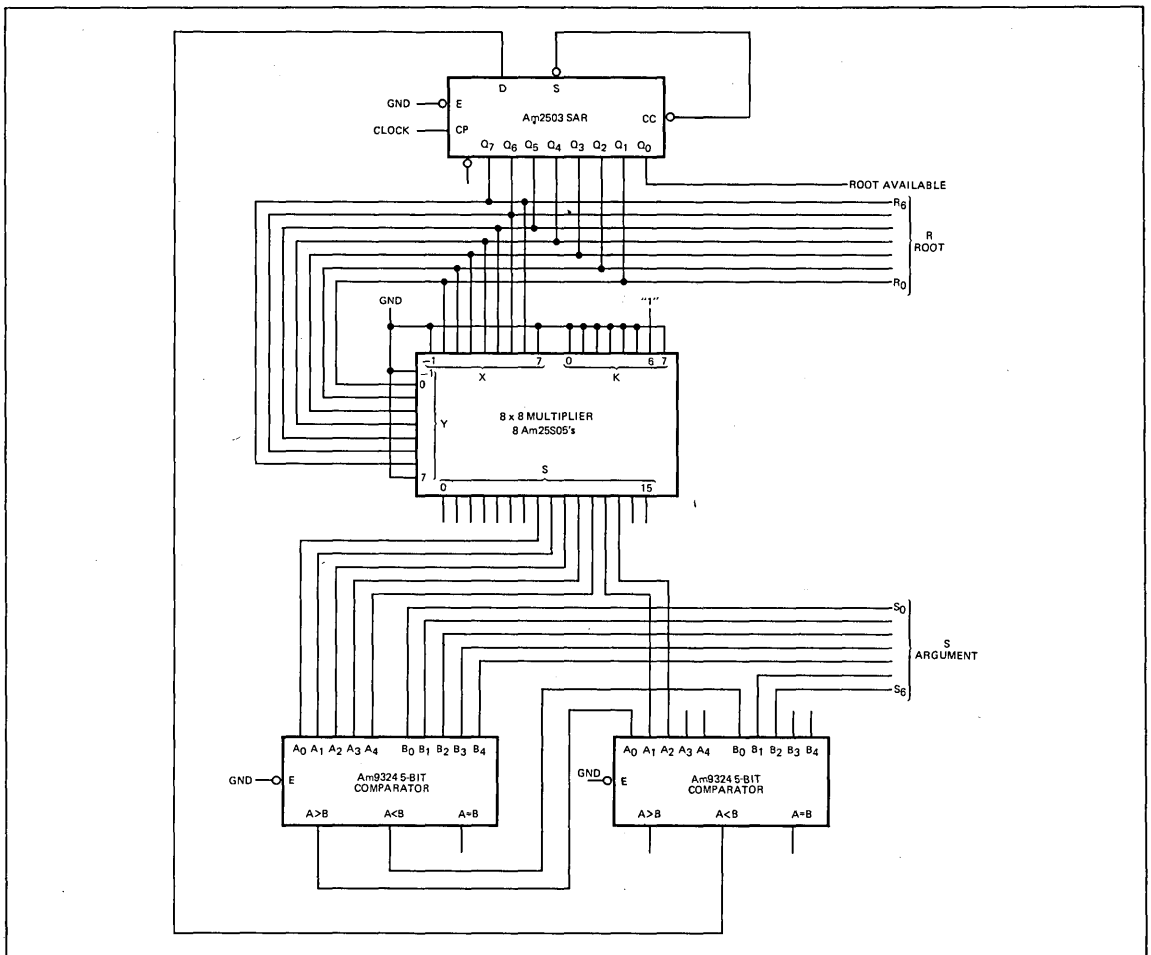 D S
GND E
Am2503 SAR CC
CLOCK CP
Q7 Q6 Q5 Q4 Q3 Q2 Q1 Q0
ROOT AVAILABLE
R6
R
ROOT
R0
GND "1"
−1 7 0 6 7
X K
−1
0
Y
8 x 8 MULTIPLIER
8 Am25S05's
S
7
0 15
S0
S
ARGUMENT
S6
A0 A1 A2 A3 A4 B0 B1 B2 B3 B4
GND E
Am9324 5-BIT
COMPARATOR
A>B A<B A=B
A0 A1 A2 A3 A4 B0 B1 B2 B3 B4
GND E
Am9324 5-BIT
COMPARATOR
A>B A<B A=B